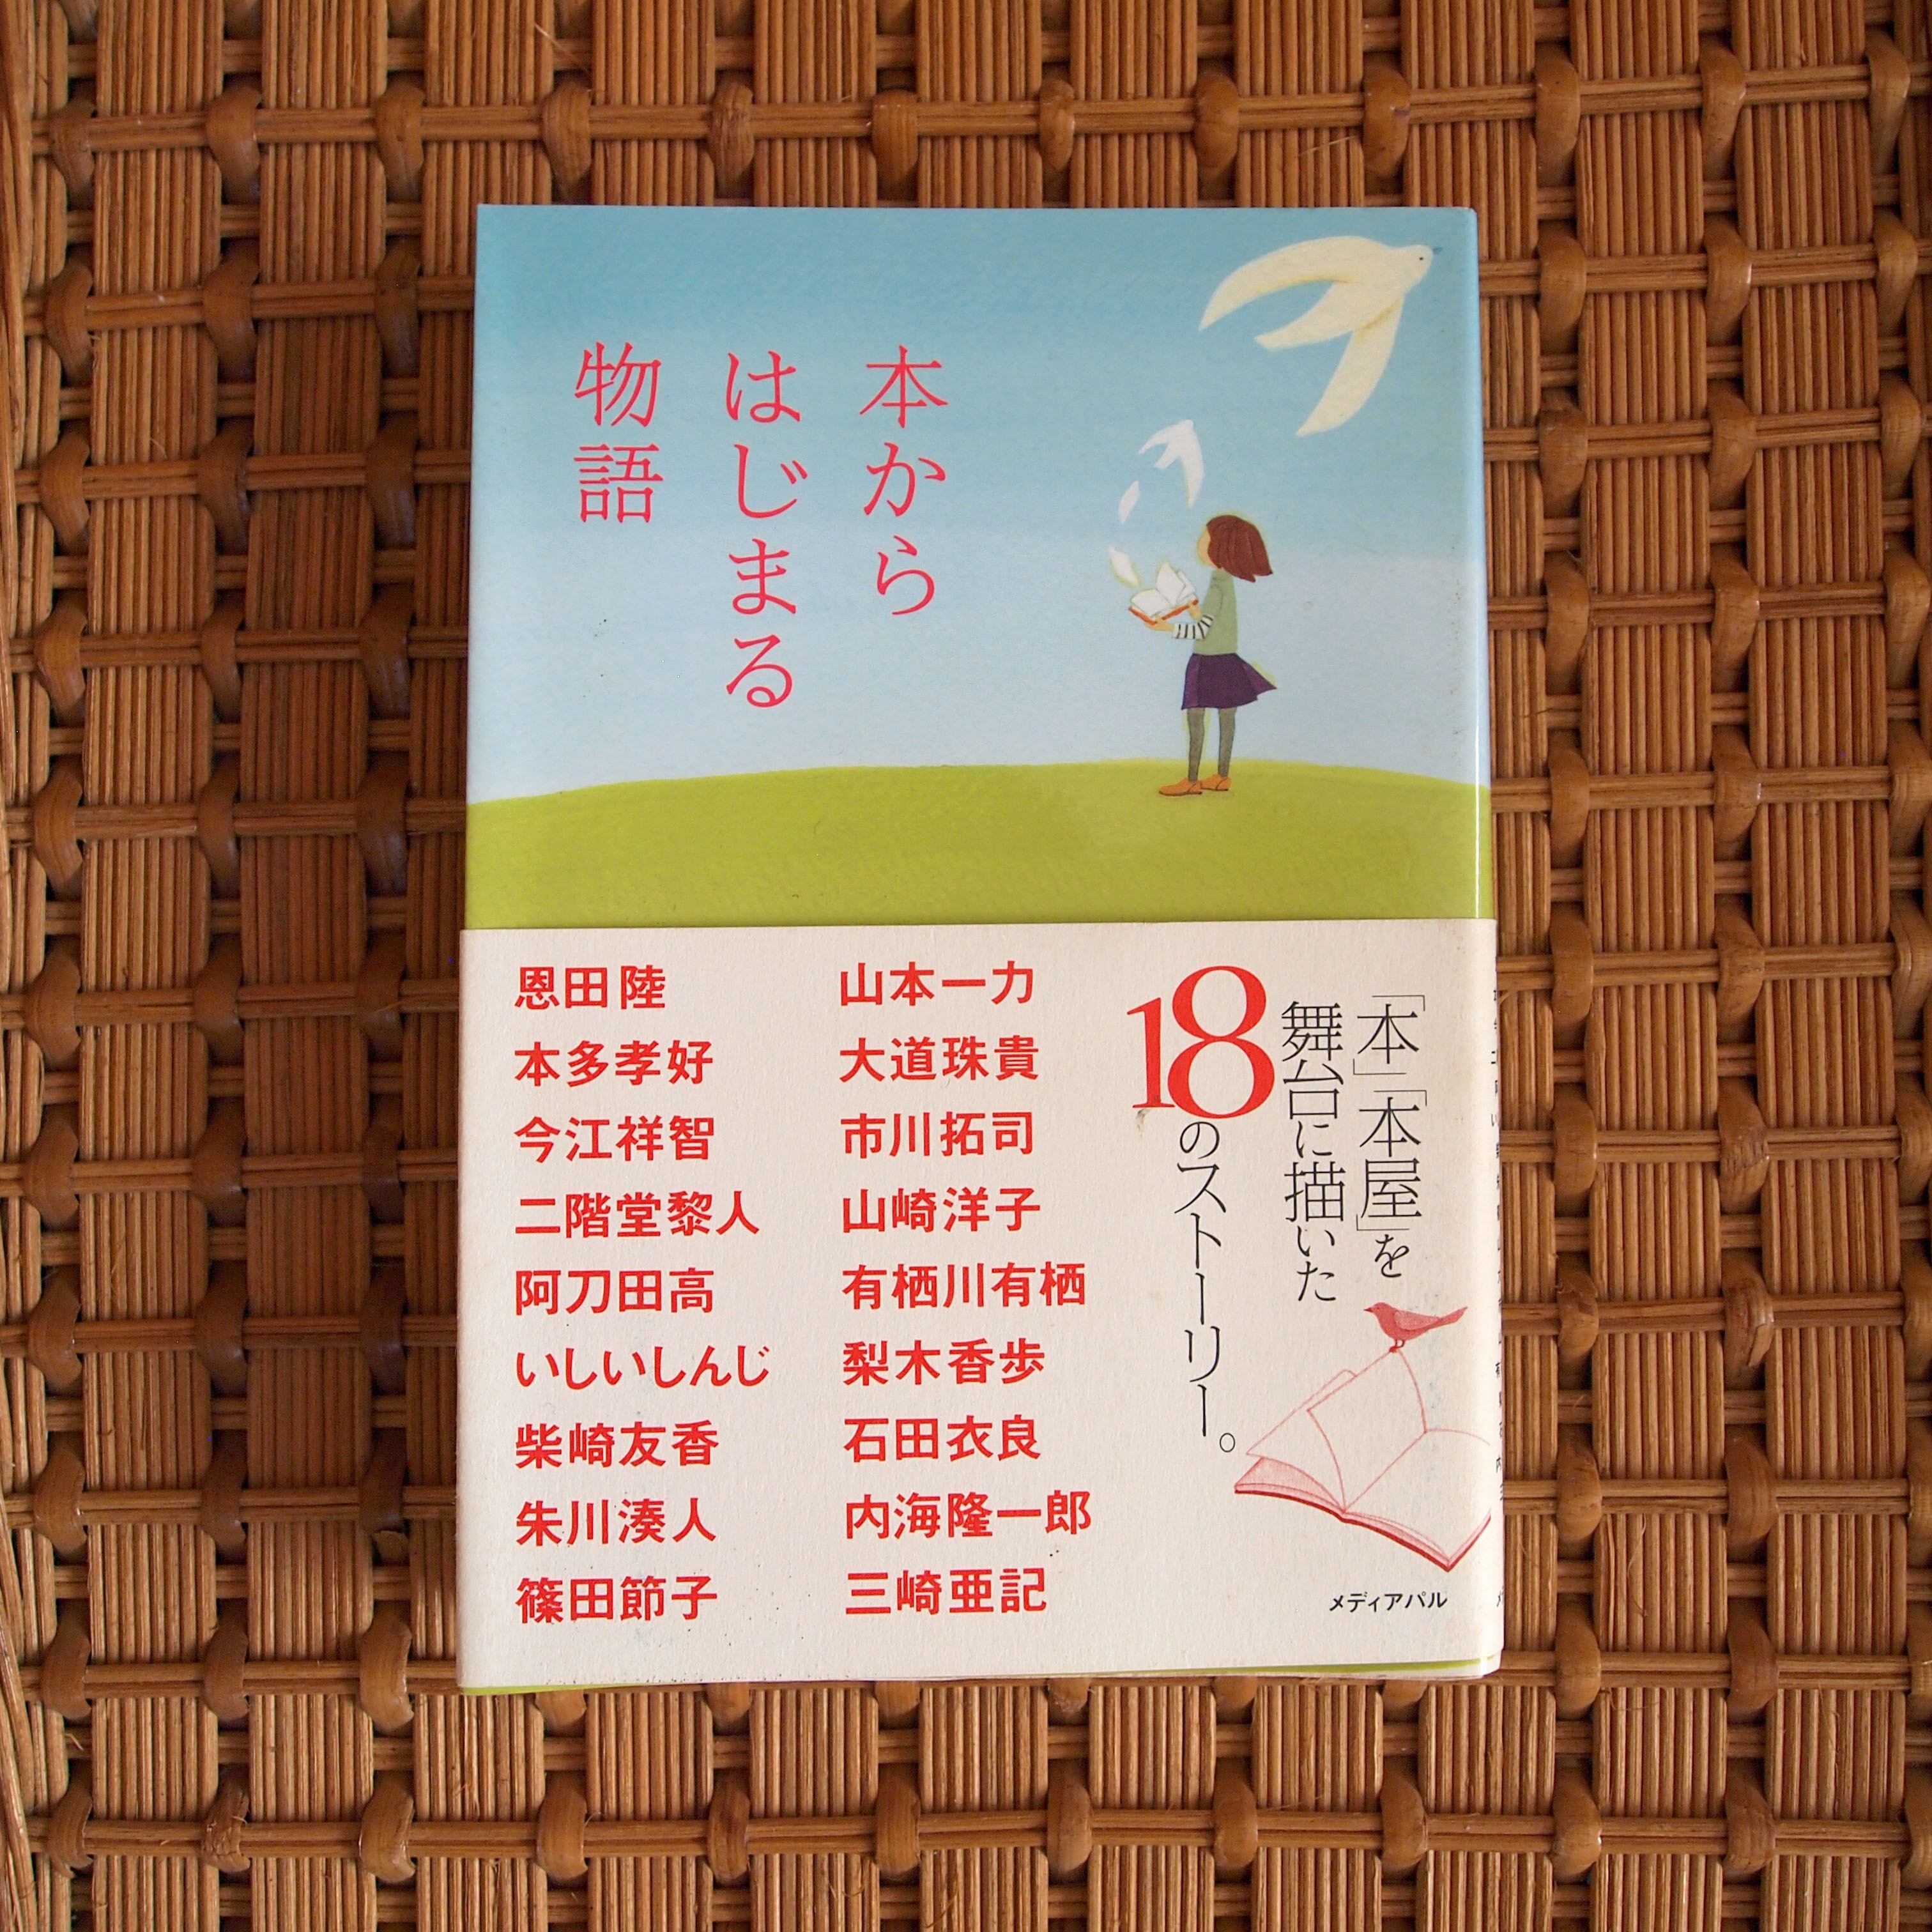 本から
はじまる
物語
「本」「本屋」を
舞台に描いた
18のストーリー。
恩田陸
本多孝好
今江祥智
二階堂黎人
阿刀田高
いしいしんじ
柴崎友香
朱川湊人
篠田節子
山本一力
大道珠貴
市川拓司
山崎洋子
有栖川有栖
梨木香歩
石田衣良
内海隆一郎
三崎亜記
メディアパル